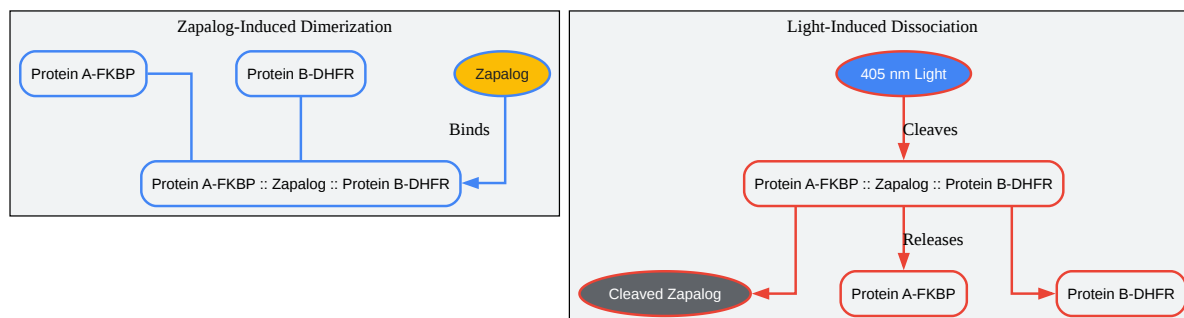 Zapalog-Induced Dimerization
Protein A-FKBP
Protein B-DHFR
Zapalog
Binds
Protein A-FKBP :: Zapalog :: Protein B-DHFR
Light-Induced Dissociation
405 nm Light
Cleaves
Protein A-FKBP :: Zapalog :: Protein B-DHFR
Releases
Cleaved Zapalog
Protein A-FKBP
Protein B-DHFR